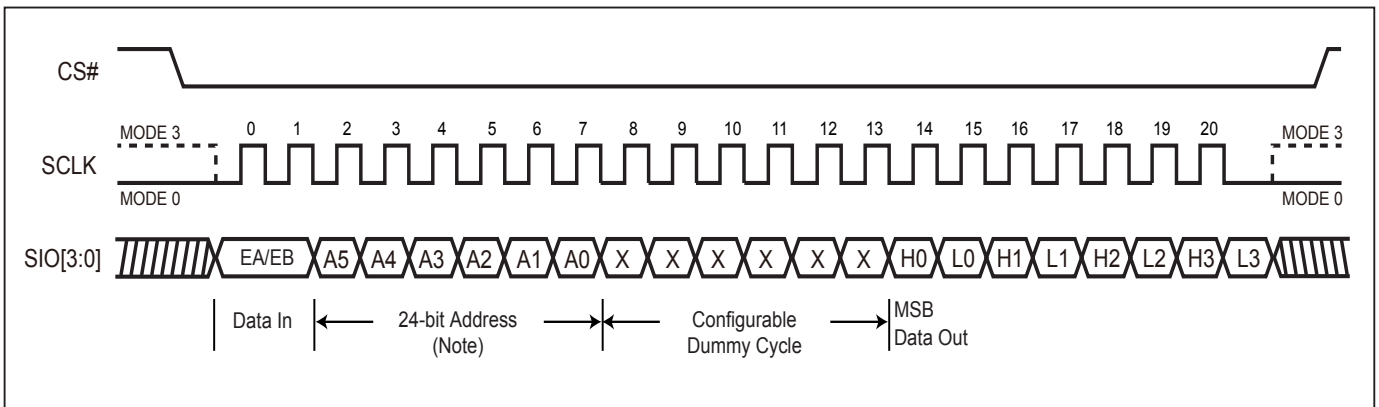 CS#
MODE 3 0 1 2 3 4 5 6 7 8 9 10 11 12 13 14 15 16 17 18 19 20 MODE 3
SCLK
MODE 0 MODE 0
SIO[3:0] EA/EB A5 A4 A3 A2 A1 A0 X X X X X X H0 L0 H1 L1 H2 L2 H3 L3
Data In 24-bit Address (Note) Configurable Dummy Cycle MSB Data Out